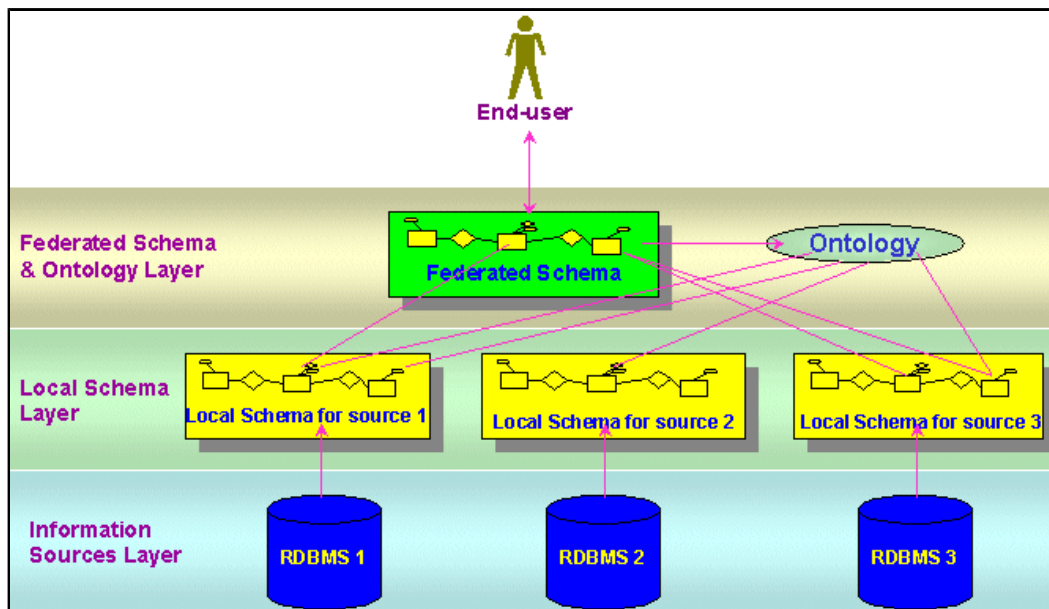 End-user
Federated Schema
& Ontology Layer
Federated Schema
Ontology
Local Schema
Layer
Local Schema for source 1
Local Schema for source 2
Local Schema for source 3
Information
Sources Layer
RDBMS 1
RDBMS 2
RDBMS 3